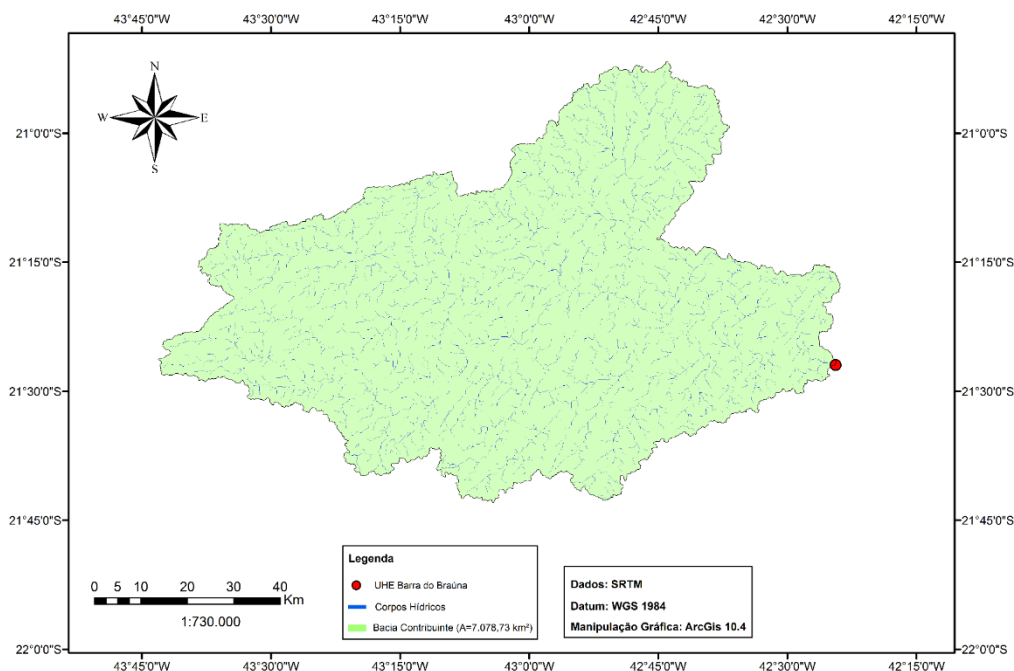 43°45'0"W 43°30'0"W 43°15'0"W 43°0'0"W 42°45'0"W 42°30'0"W 42°15'0"W
N
W E
S
21°0'0"S 21°0'0"S
21°15'0"S 21°15'0"S
21°30'0"S 21°30'0"S
21°45'0"S 21°45'0"S
22°0'0"S 22°0'0"S
0 5 10 20 30 40
Km
1:730.000
Legenda
UHE Barra do Braúna
Corpos Hídricos
Bacia Contribuinte (A=7.078,73 km²)
Dados: SRTM
Datum: WGS 1984
Manipulação Gráfica: ArcGis 10.4
43°45'0"W 43°30'0"W 43°15'0"W 43°0'0"W 42°45'0"W 42°30'0"W 42°15'0"W